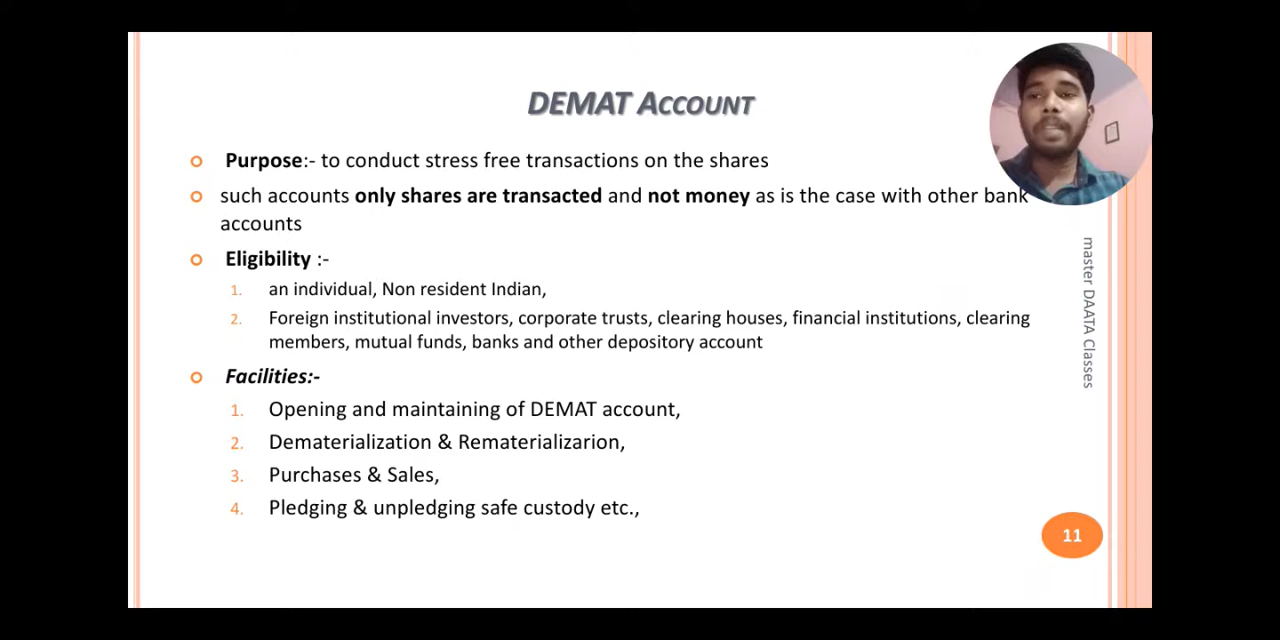 DEMAT ACCOUNT
Purpose:- to conduct stress free transactions on the shares
such accounts only shares are transacted and not money as is the case with other bank
accounts
Eligibility :-
1. an individual, Non resident Indian,
2. Foreign institutional investors, corporate trusts, clearing houses, financial institutions, clearing
members, mutual funds, banks and other depository account
Facilities:-
1. Opening and maintaining of DEMAT account,
2. Dematerialization & Rematerializarion,
3. Purchases & Sales,
4. Pledging & unpledging safe custody etc.,
master DAATA Classes
11